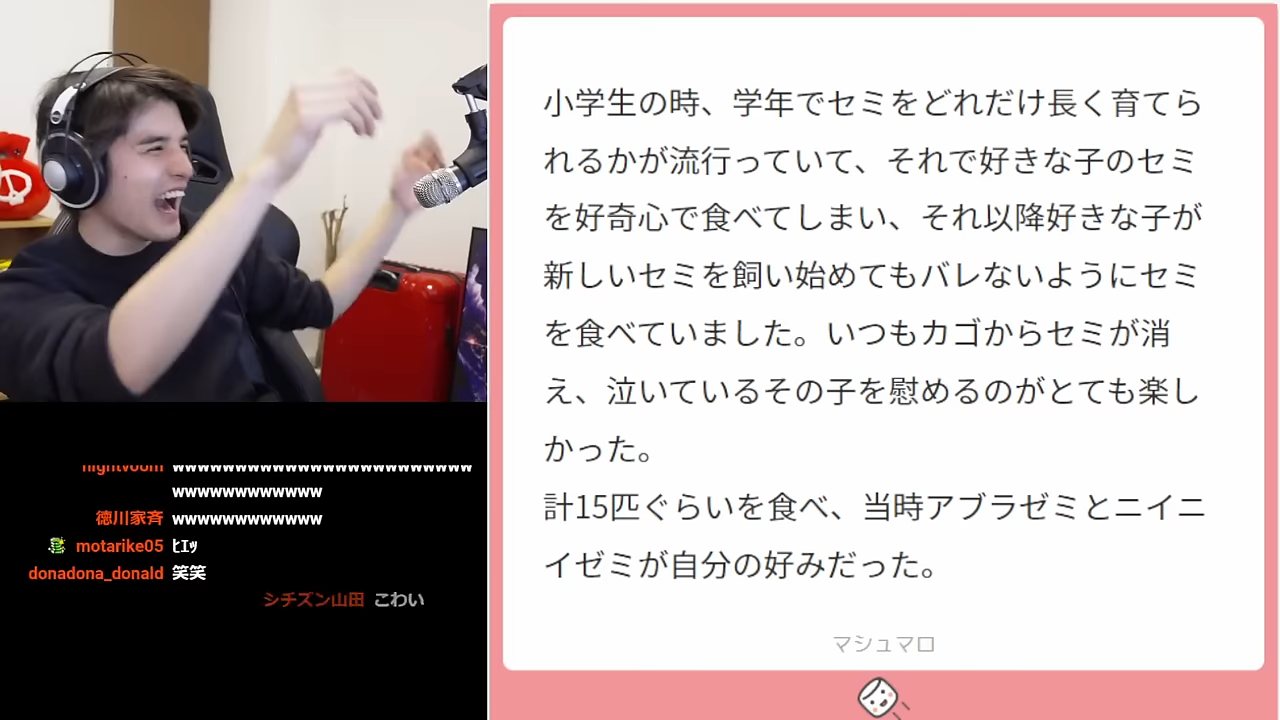 小学生の時、学年でセミをどれだけ長く育てら
れるかが流行っていて、それで好きな子のセミ
を好奇心で食べてしまい、それ以降好きな子が
新しいセミを飼い始めてもバレないようにセミ
を食べていました。いつもカゴからセミが消
え、泣いているその子を慰めるのがとても楽し
かった。
計15匹ぐらいを食べ、当時アブラゼミとニイニ
イゼミが自分の好みだった。
マシュマロ
wwwwwwwwwwwwwwwwwwwwwwww
wwwwwwwwwwww
徳川家斉 wwwwwwwwwwww
motarike05 ﾋｴｯ
donadona_donald 笑笑
シチズン山田 こわい